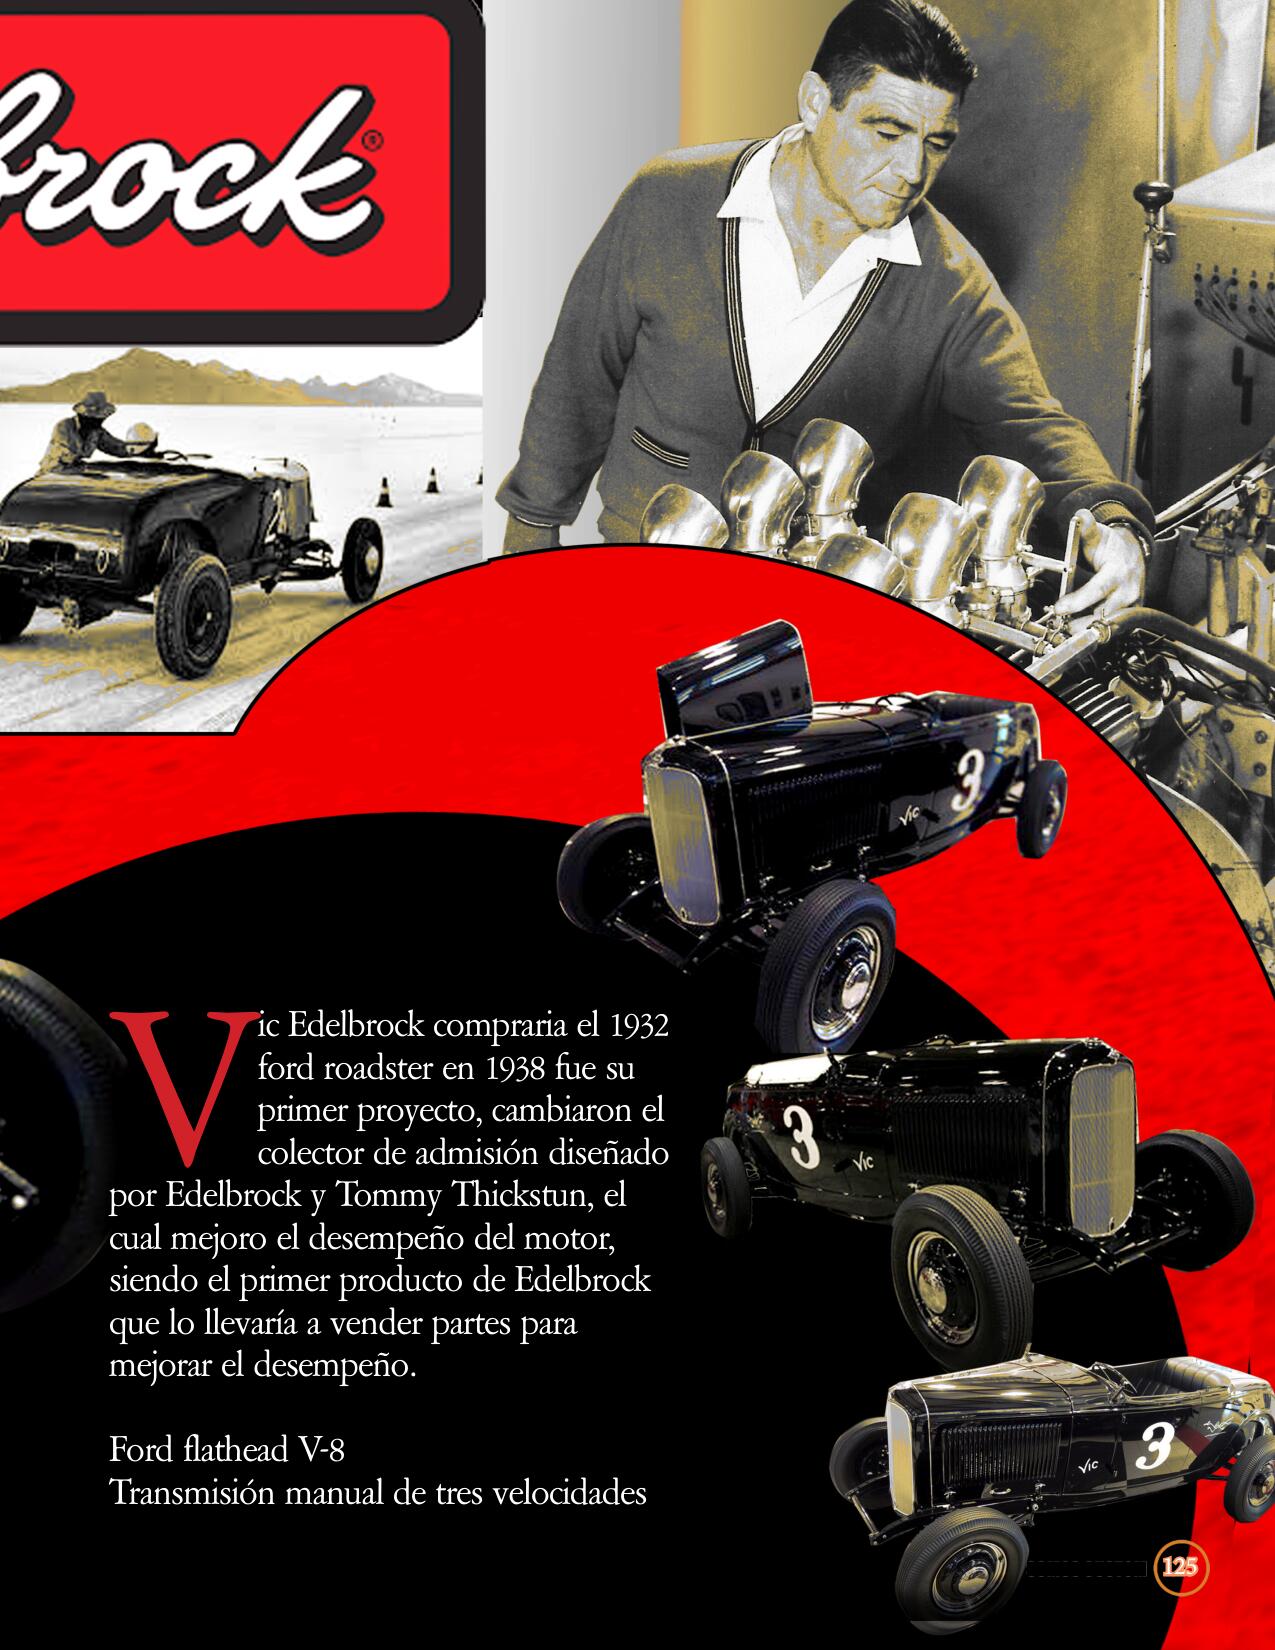 brock®
3
VIC
Vic Edelbrock compraria el 1932
ford roadster en 1938 fue su
primer proyecto, cambiaron el
colector de admisión diseñado
por Edelbrock y Tommy Thickstun, el
cual mejoro el desempeño del motor,
siendo el primer producto de Edelbrock
que lo llevaría a vender partes para
mejorar el desempeño.
3
VIC
Ford flathead V-8
Transmisión manual de tres velocidades
VIC
3
125